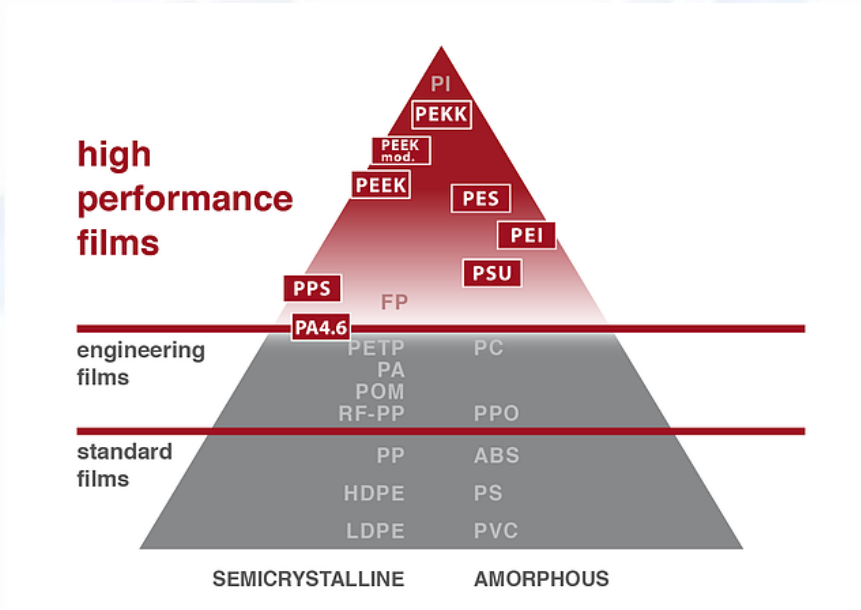 PI
PEKK
PEEK
mod.
high
performance
films
PEEK
PES
PEI
PSU
PPS
FP
PA4.6
engineering
films
PETP PC
PA
POM
RF-PP PPO
standard
films
PP ABS
HDPE PS
LDPE PVC
SEMICRYSTALLINE AMORPHOUS